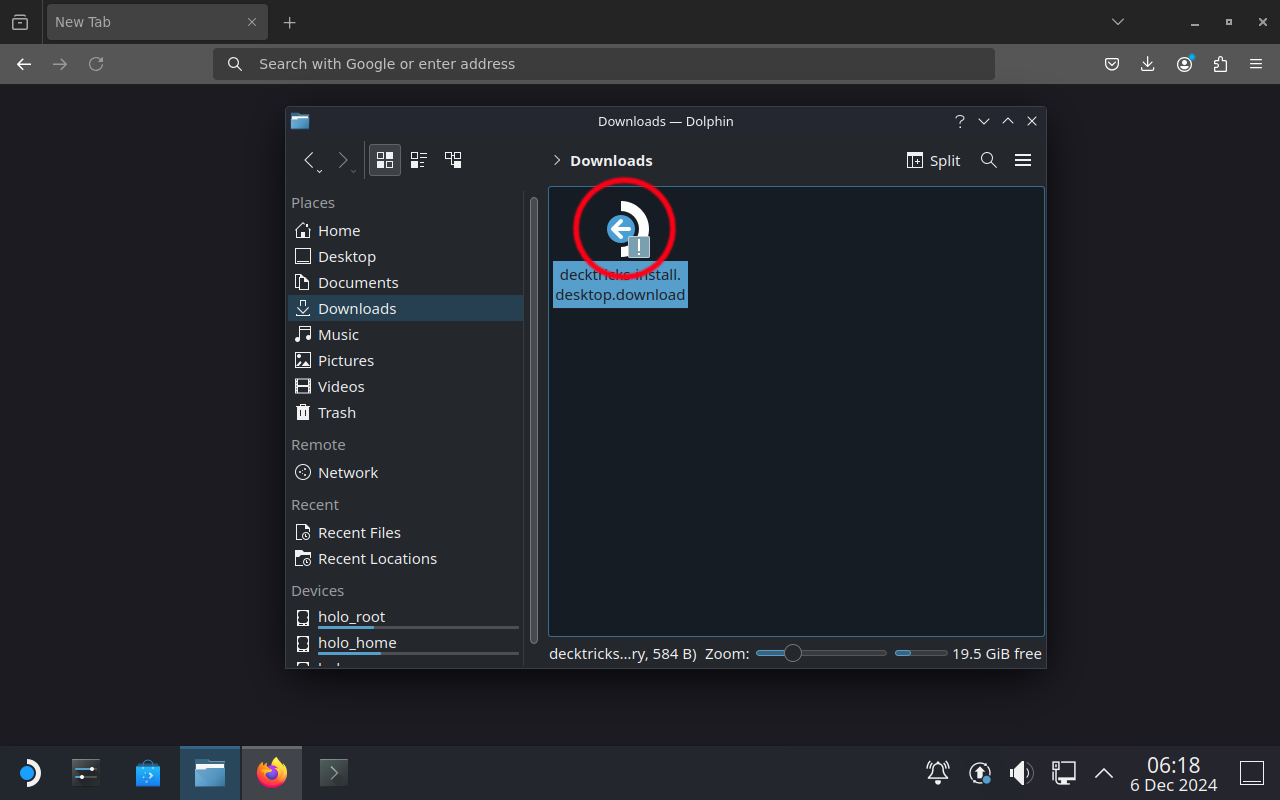 New Tab
Search with Google or enter address
Downloads — Dolphin
Downloads
Split
Places
Home
Desktop
Documents
Downloads
Music
Pictures
Videos
Trash
Remote
Network
Recent
Recent Files
Recent Locations
Devices
holo_root
holo_home
decktricks-install.
desktop.download
decktricks...ry, 584 B)
Zoom:
19.5 GiB free
06:18
6 Dec 2024